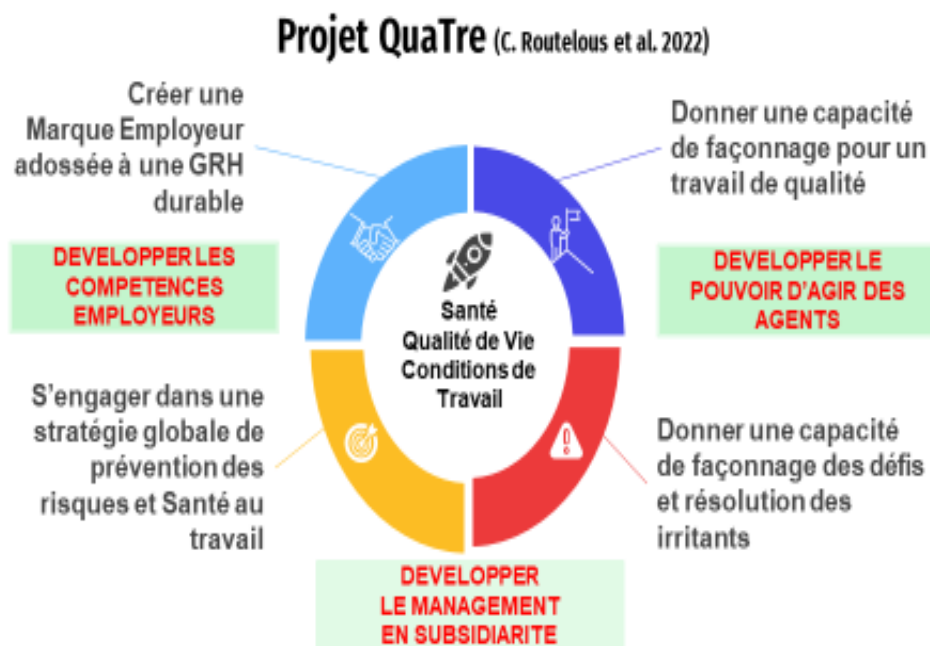 Projet QuaTre (C. Routelous et al. 2022)
Créer une
Marque Employeur
adossée à une GRH
durable
DEVELOPPER LES
COMPETENCES
EMPLOYEURS
S’engager dans une
stratégie globale de
prévention des
risques et Santé au
travail
Santé
Qualité de Vie
Conditions de
Travail
Donner une capacité
de façonnage pour un
travail de qualité
DEVELOPPER LE
POUVOIR D’AGIR DES
AGENTS
Donner une capacité
de façonnage des défis
et résolution des
irritants
DEVELOPPER
LE MANAGEMENT
EN SUBSIDIARITE